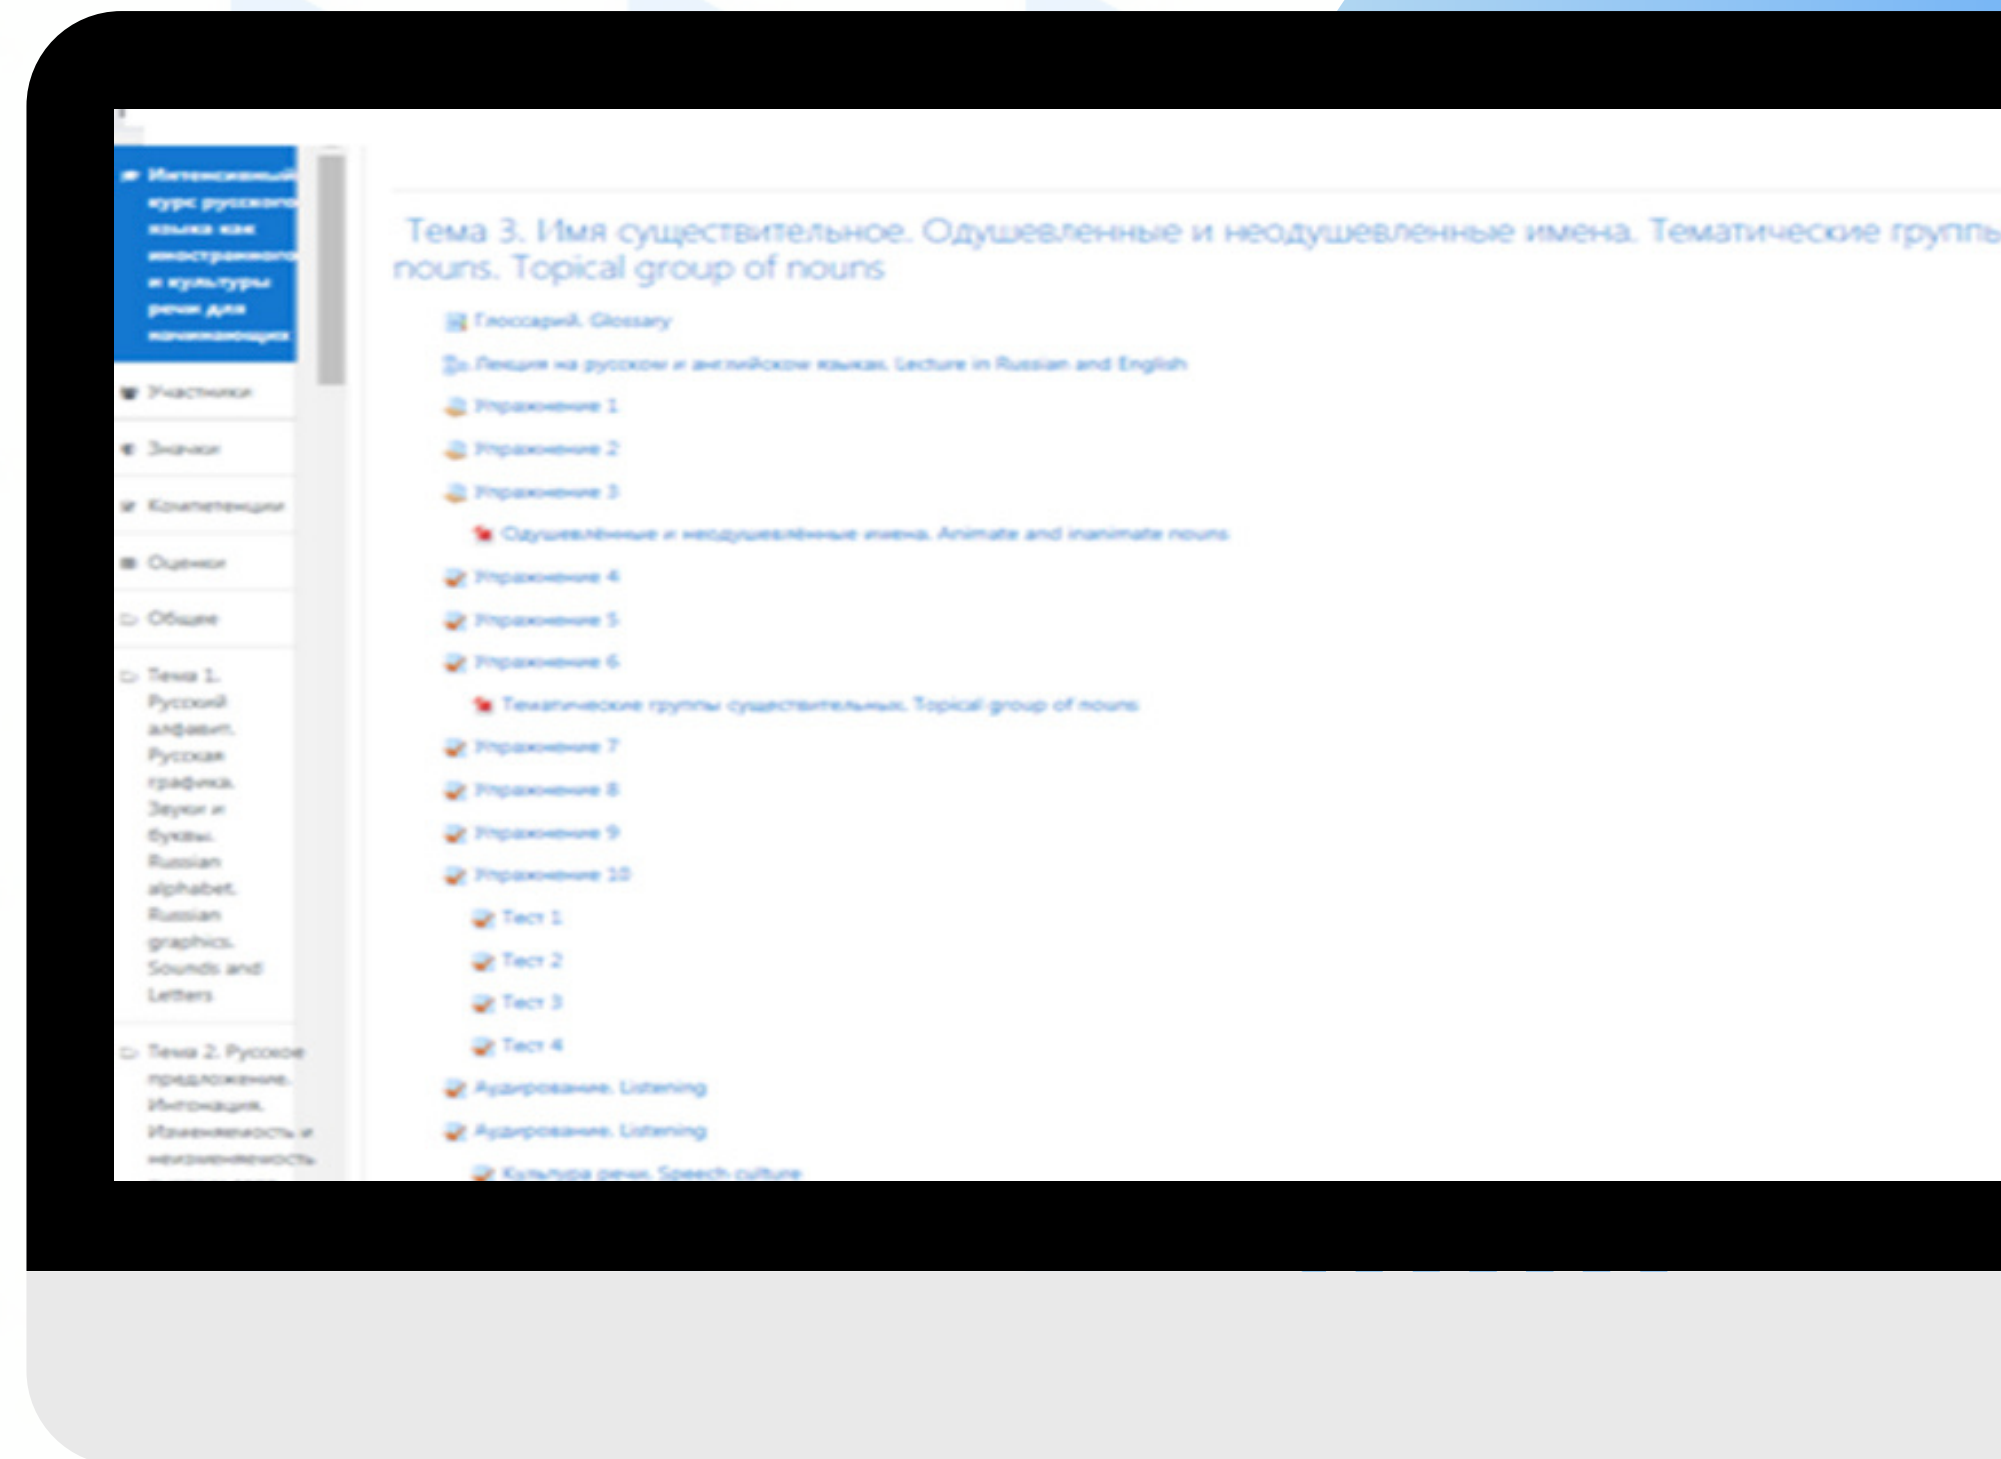 Интенсивный
курс русского
языка как
иностранного
и культуры
речи для
начинающих
Участники
Значки
Компетенции
Оценки
Общее
Тема 1.
Русский
алфавит.
Русская
графика.
Звуки и
буквы.
Russian
alphabet.
Russian
graphics.
Sounds and
Letters
Тема 2. Русское
предложение.
Интонация.
Изменяемость и
неизменяемость
Тема 3. Имя существительное. Одушевленные и неодушевленные имена. Тематические группы
nouns. Topical group of nouns
Глоссарий. Glossary
Лекция на русском и английском языках. Lecture in Russian and English
Упражнение 1
Упражнение 2
Упражнение 3
Одушевлённые и неодушевлённые имена. Animate and inanimate nouns
Упражнение 4
Упражнение 5
Упражнение 6
Тематические группы существительных. Topical group of nouns
Упражнение 7
Упражнение 8
Упражнение 9
Упражнение 10
Тест 1
Тест 2
Тест 3
Тест 4
Аудирование. Listening
Аудирование. Listening
Культура речи. Speech culture